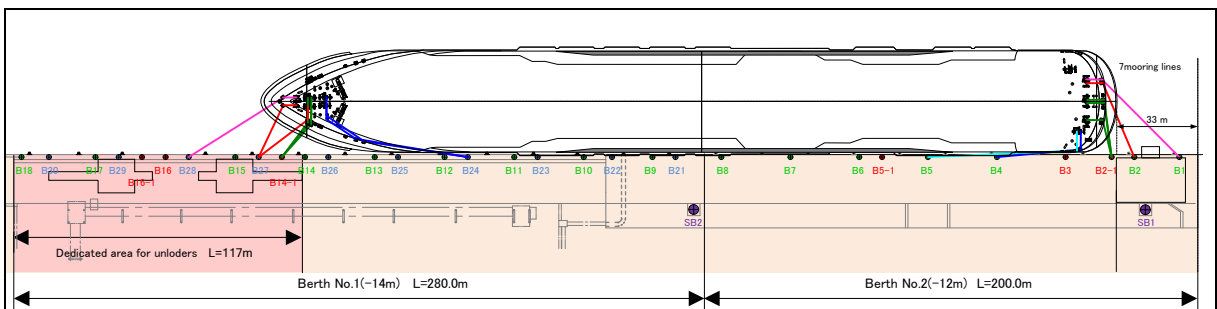 7mooring lines
33 m
B18
B30
B17
B29
B16
B28
B15
B27
B14
B26
B13
B25
B12
B24
B11
B23
B10
B22
B9
B21
B8
B7
B6
B5-1
B5
B4
B3
B2-1
B2
B1
B16-1
B14-1
SB2
SB1
Dedicated area for unloders L=117m
Berth No.1(-14m) L=280.0m
Berth No.2(-12m) L=200.0m